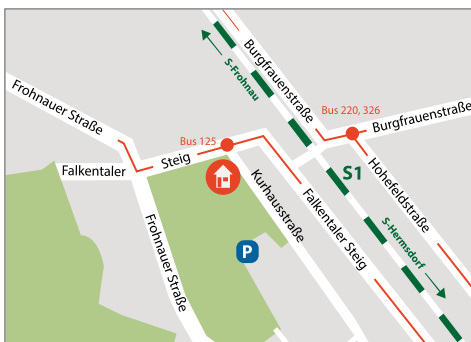 Burgfrauenstraße
S-Frohnau
Frohnauer Straße
Bus 220, 326
Burgfrauenstraße
Bus 125
Steig
Falkentaler
S1
Hohefeldstraße
Kurhausstraße
Falkentaler Steig
Frohnauer Straße
S-Hermsdorf
P